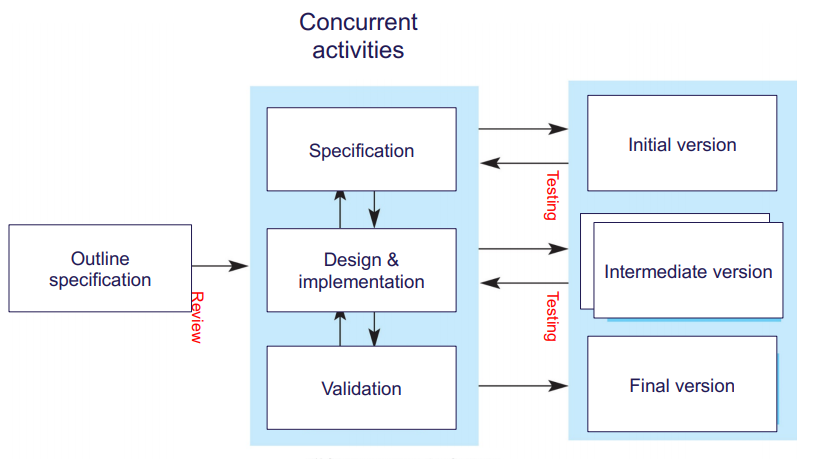 Concurrent
activities
Outline
specification
Review
Specification
Design &
implementation
Validation
Testing
Testing
Initial version
Intermediate version
Final version